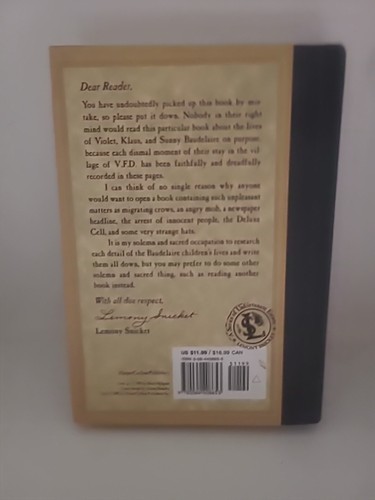 Dear Reader,
You have undoubtedly picked up this book by mis-
take, so please put it down. Nobody in their right
mind would read this particular book about the lives
of Violet, Klaus, and Sunny Baudelaire on purpose,
because each dismal moment of their stay in the vil-
lage of V.F.D. has been faithfully and dreadfully
recorded in these pages.
I can think of no single reason why anyone
would want to open a book containing such unpleasant
matters as migrating crows, an angry mob, a newspaper
headline, the arrest of innocent people, the Deluxe
Cell, and some very strange hats.
It is my solemn and sacred occupation to research
each detail of the Baudelaire children's lives and write
them all down, but you may prefer to do some other
solemn and sacred thing, such as reading another
book instead.
With all due respect,
Lemony Snicket
Lemony Snicket
US $11.99 / $16.99 CAN